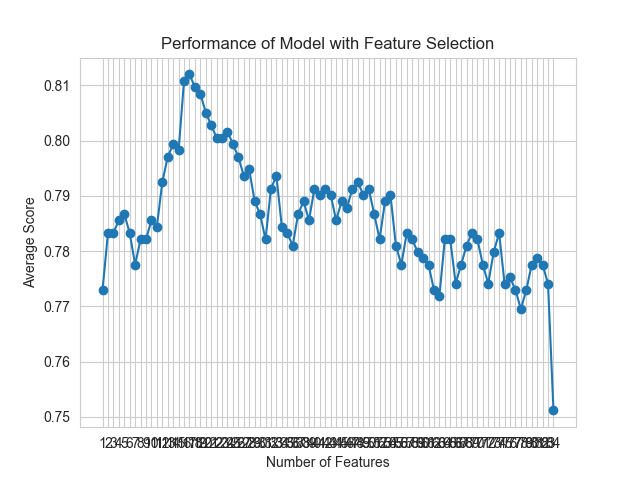 Performance of Model with Feature Selection
Average Score
0.81
0.80
0.79
0.78
0.77
0.76
0.75
Number of Features